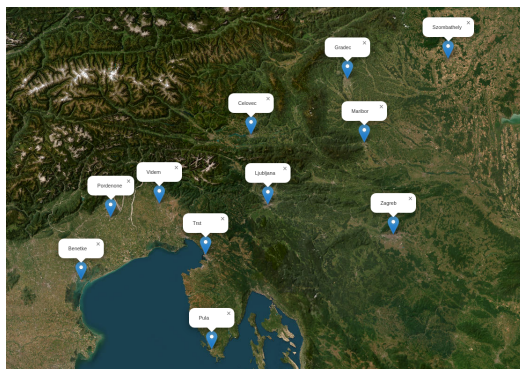 Szombathely
Gradec
Celovec
Maribor
Videm
Ljubljana
Pordenone
Zagreb
Trst
Benetke
Pula